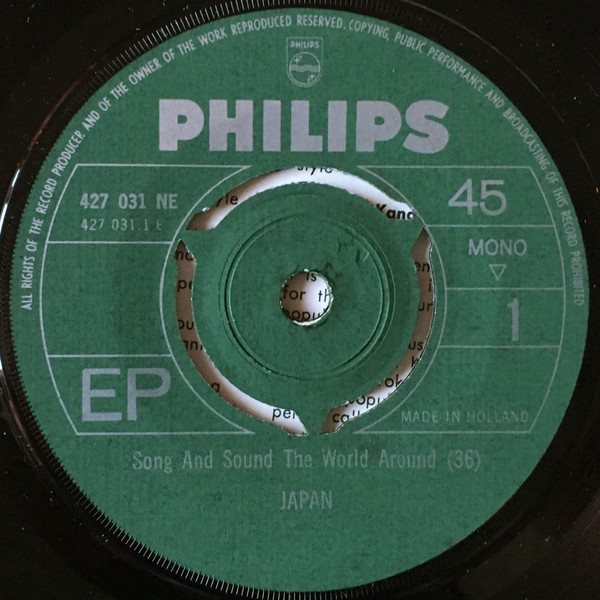 ALL RIGHTS OF THE RECORD PRODUCER AND OF THE OWNER OF THE WORK REPRODUCED RESERVED. COPYING, PUBLIC PERFORMANCE AND BROADCASTING OF THIS RECORD PROHIBITED
PHILIPS
PHILIPS
427 031 NE
427 031 1 E
45
MONO
1
EP
MADE IN HOLLAND
Song And Sound The World Around (36)
JAPAN